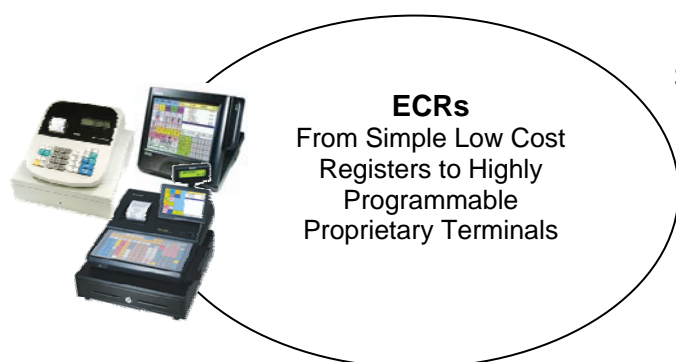 ECRs
From Simple Low Cost
Registers to Highly
Programmable
Proprietary Terminals